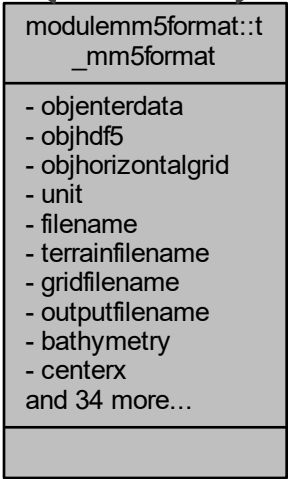 modulemm5format::t
_mm5format
- objenterdata
- objhdf5
- objhorizontalgrid
- unit
- filename
- terrainfilename
- gridfilename
- outputfilename
- bathymetry
- centerx
and 34 more...